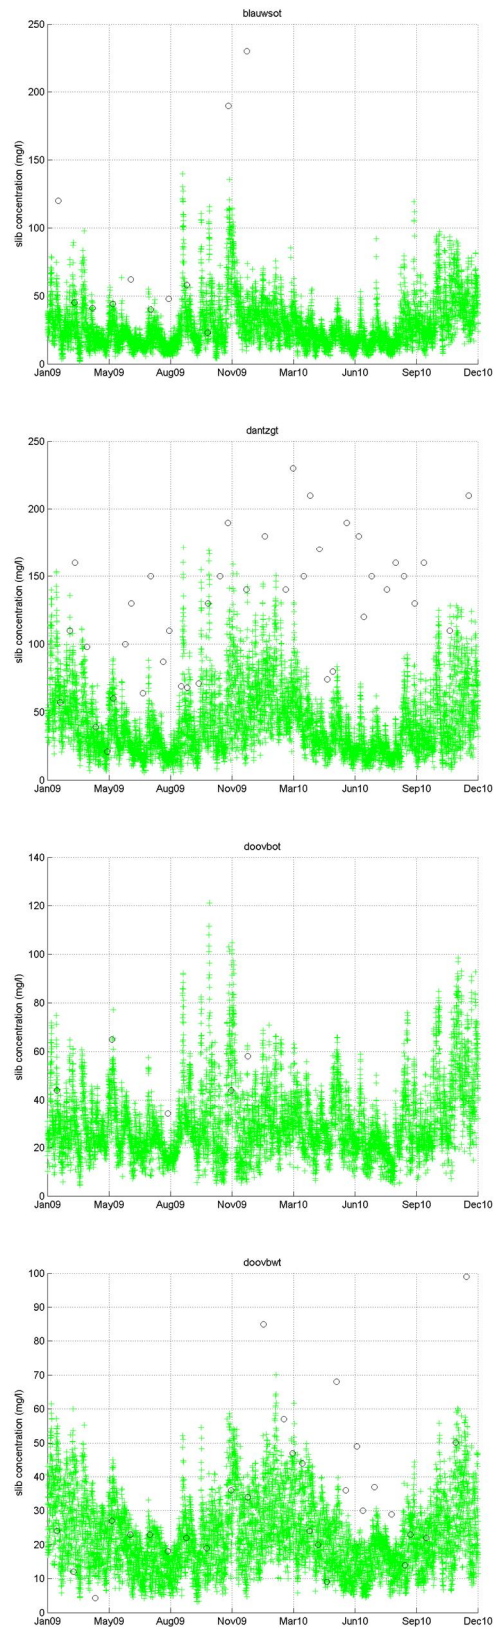 blauwsot
250
200
150
100
50
0
slib concentration (mg/l)
Jan09 May09 Aug09 Nov09 Mar10 Jun10 Sep10 Dec10
dantzgt
250
200
150
100
50
0
slib concentration (mg/l)
Jan09 May09 Aug09 Nov09 Mar10 Jun10 Sep10 Dec10
doovbot
140
120
100
80
60
40
20
0
slib concentration (mg/l)
Jan09 May09 Aug09 Nov09 Mar10 Jun10 Sep10 Dec10
doovbwt
100
90
80
70
60
50
40
30
20
10
0
slib concentration (mg/l)
Jan09 May09 Aug09 Nov09 Mar10 Jun10 Sep10 Dec10